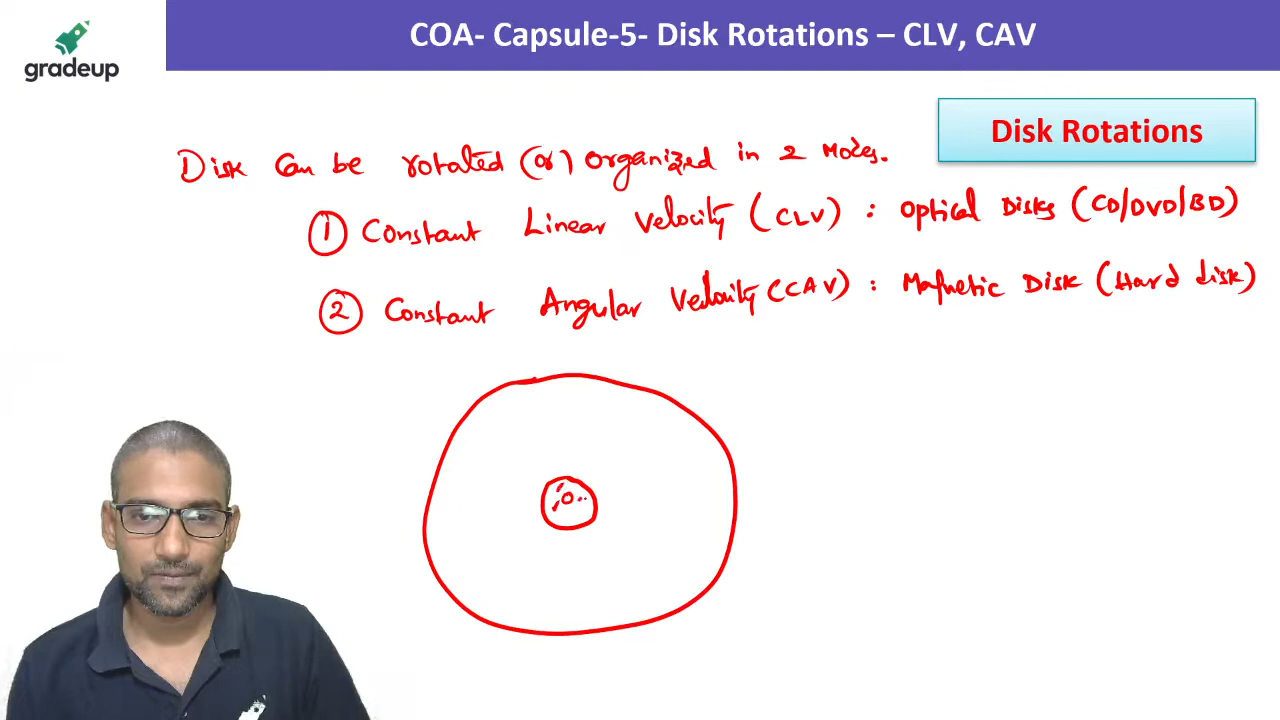 COA- Capsule-5- Disk Rotations – CLV, CAV
gradeup
Disk Rotations
Disk Can be rotated (or) organized in 2 Modes.
1 Constant Linear Velocity (CLV) : Optical Disks (CD/DVD/BD)
2 Constant Angular Velocity (CAV) : Magnetic Disk (Hard disk)